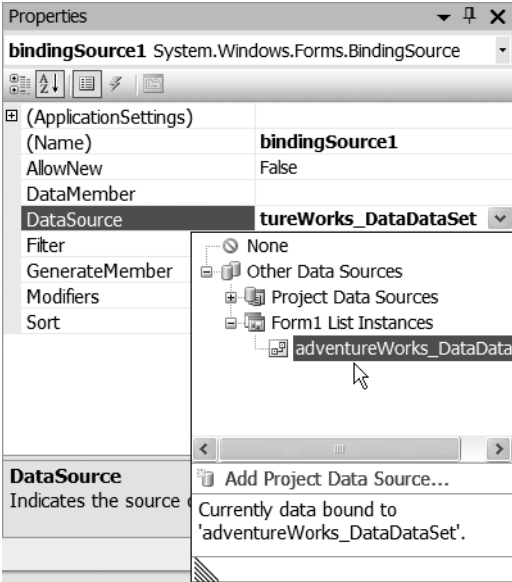 Properties
bindingSource1 System.Windows.Forms.BindingSource
(ApplicationSettings)
(Name) bindingSource1
AllowNew False
DataMember
DataSource tureWorks_DataDataSet
Filter
GenerateMember
Modifiers
Sort
None
Other Data Sources
Project Data Sources
Form1 List Instances
adventureWorks_DataData
Add Project Data Source...
Currently data bound to
'adventureWorks_DataDataSet'.
DataSource
Indicates the source